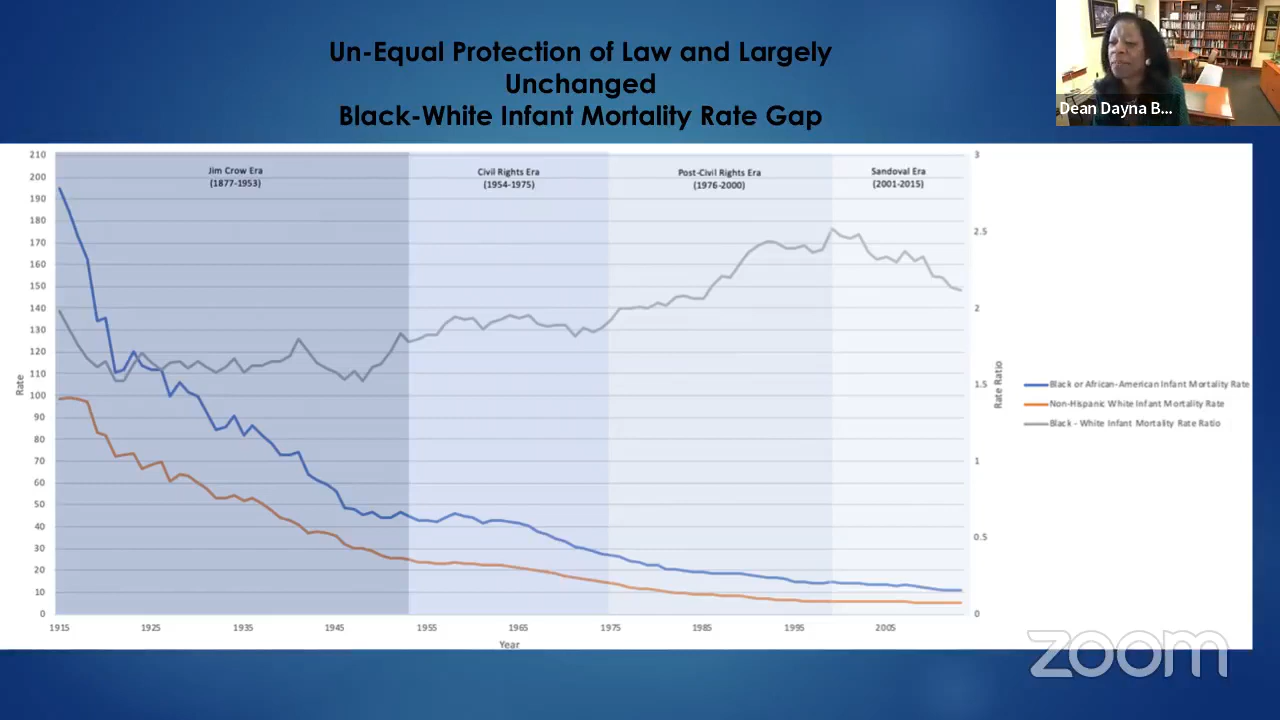 Un-Equal Protection of Law and Largely
Unchanged
Black-White Infant Mortality Rate Gap
Dean Dayna B...
210
200
190
180
170
160
150
140
130
120
110
100
90
80
70
60
50
40
30
20
10
0
Rate
Jim Crow Era
(1877-1953)
Civil Rights Era
(1954-1975)
Post-Civil Rights Era
(1976-2000)
Sandoval Era
(2001-2015)
3
2.5
2
1.5
1
0.5
0
Rate Ratio
Black or African-American Infant Mortality Rate
Non-Hispanic White Infant Mortality Rate
Black - White Infant Mortality Rate Ratio
1915 1925 1935 1945 1955 1965 1975 1985 1995 2005
Year
zoom